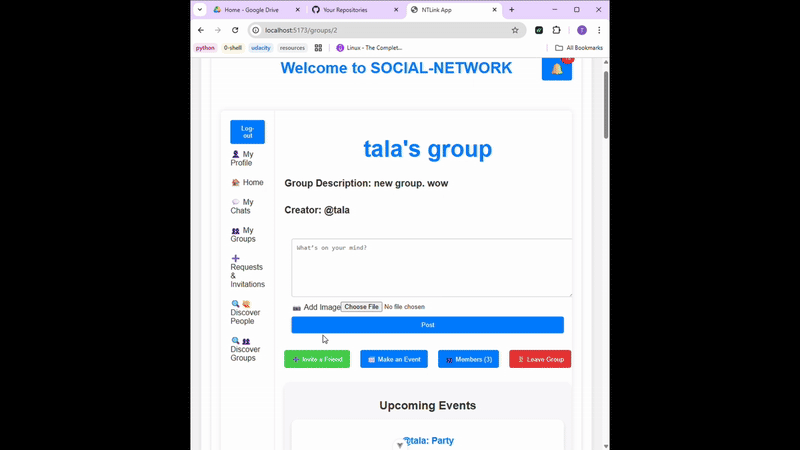 Home - Google Drive
Your Repositories
NTLink App
localhost:5173/groups/2
python
0-shell
udacity
resources
Linux - The Complet...
All Bookmarks
Welcome to SOCIAL-NETWORK
Log-
out
My
Profile
Home
My
Chats
My
Groups
Requests
&
Invitations
Discover
People
Discover
Groups
tala's group
Group Description: new group. wow
Creator: @tala
What's on your mind?
Add Image Choose File No file chosen
Post
Invite a Friend
Make an Event
Members (3)
Leave Group
Upcoming Events
@tala: Party